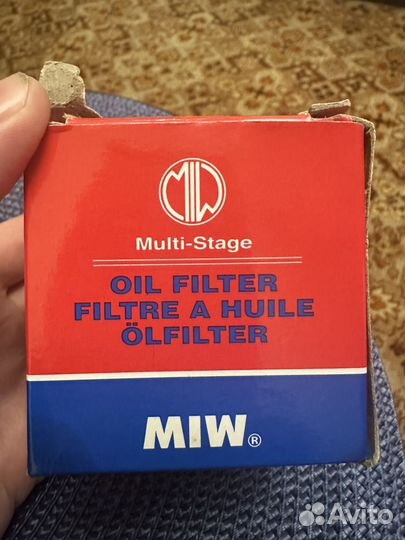 MIW
Multi-Stage
OIL FILTER
FILTRE A HUILE
ÖLFILTER
MIW®
Avito